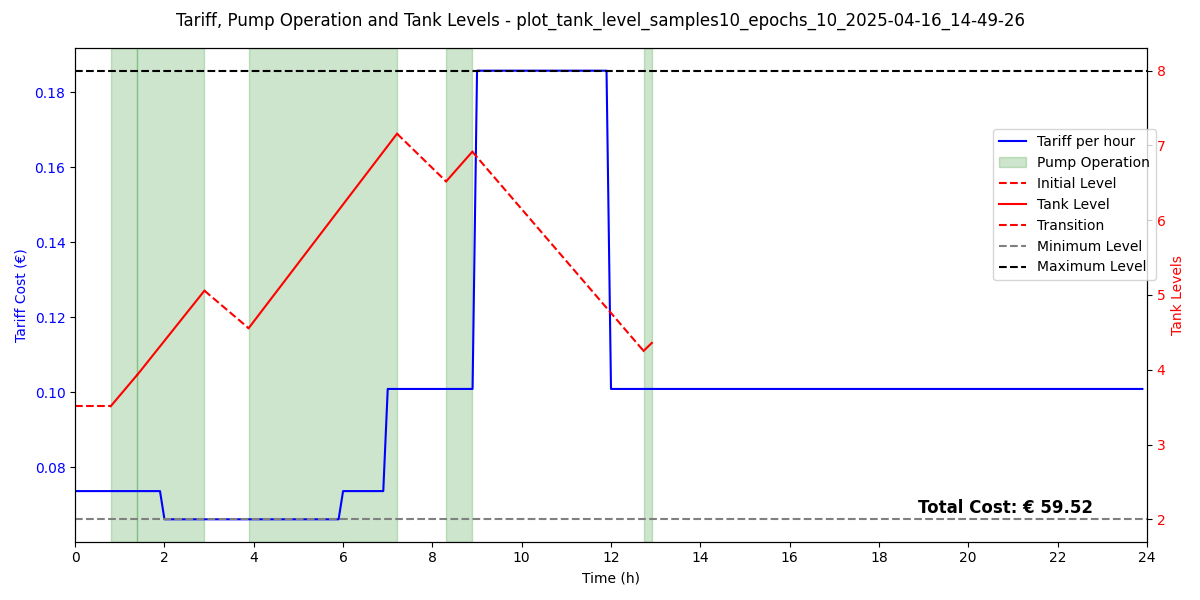 Tariff, Pump Operation and Tank Levels - plot_tank_level_samples10_epochs_10_2025-04-16_14-49-26
Tariff Cost (€)
0.18
0.16
0.14
0.12
0.10
0.08
8
7
6
5
4
3
2
Tank Levels
Tariff per hour
Pump Operation
Initial Level
Tank Level
Transition
Minimum Level
Maximum Level
Total Cost: € 59.52
0 2 4 6 8 10 12 14 16 18 20 22 24
Time (h)